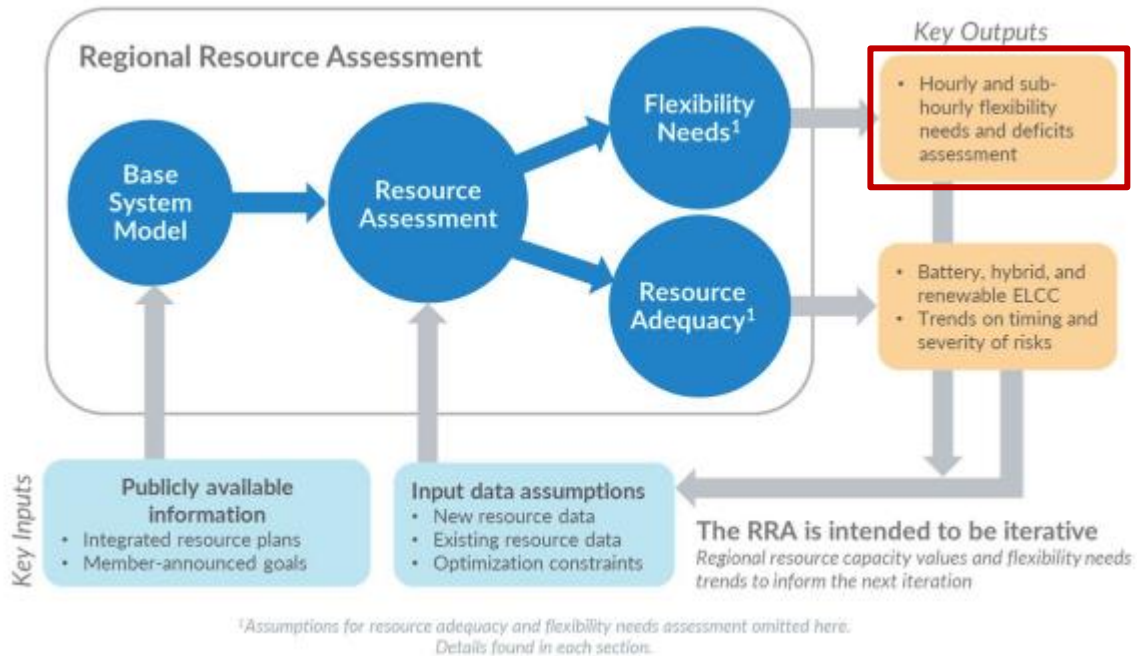 Key Outputs
Regional Resource Assessment
Base
System
Model
Resource
Assessment
Flexibility
Needs¹
Resource
Adequacy¹
• Hourly and sub-
hourly flexibility
needs and deficits
assessment
• Battery, hybrid, and
renewable ELCC
• Trends on timing and
severity of risks
Key Inputs
Publicly available
information
• Integrated resource plans
• Member-announced goals
Input data assumptions
• New resource data
• Existing resource data
• Optimization constraints
The RRA is intended to be iterative
Regional resource capacity values and flexibility needs
trends to inform the next iteration
¹Assumptions for resource adequacy and flexibility needs assessment omitted here.
Details found in each section.